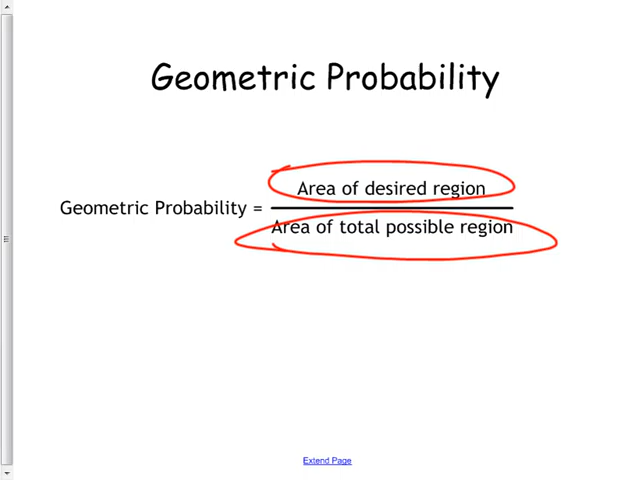 Geometric Probability
Area of desired region
Geometric Probability =
Area of total possible region
Extend Page